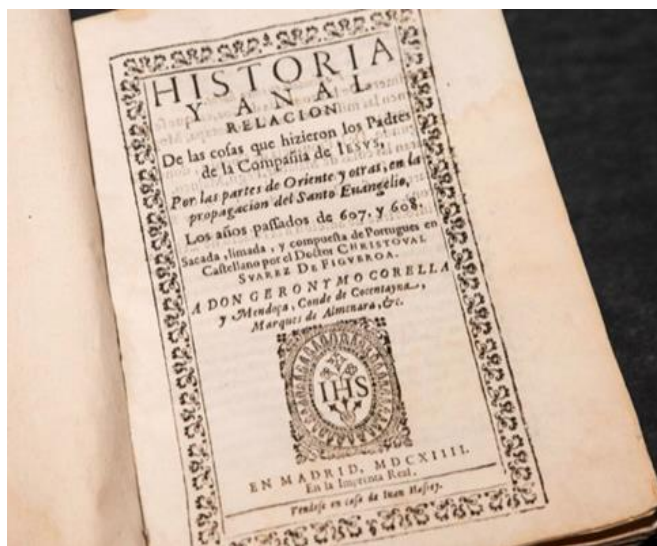 HISTORIA
Y ANAL
RELACION
De las cosas que hizieron los Padres
de la Compañia de IESVS,
Por las partes de Oriente y otras, en la
propagacion del Santo Euangelio,
Los años passados de 607. y 608.
Sacada, limada, y compuesta de Portugues en
Castellano por el Doctor CHRISTOVAL
SVAREZ DE FIGVEROA.
A DON GERONYMO CORELLA
y Mendoça, Conde de Cocentayna,
Marques de Almenara, &c.
IHS
EN MADRID, MDCXIIII.
En la Imprenta Real.
Vendese en casa de Iuan Hasrey.